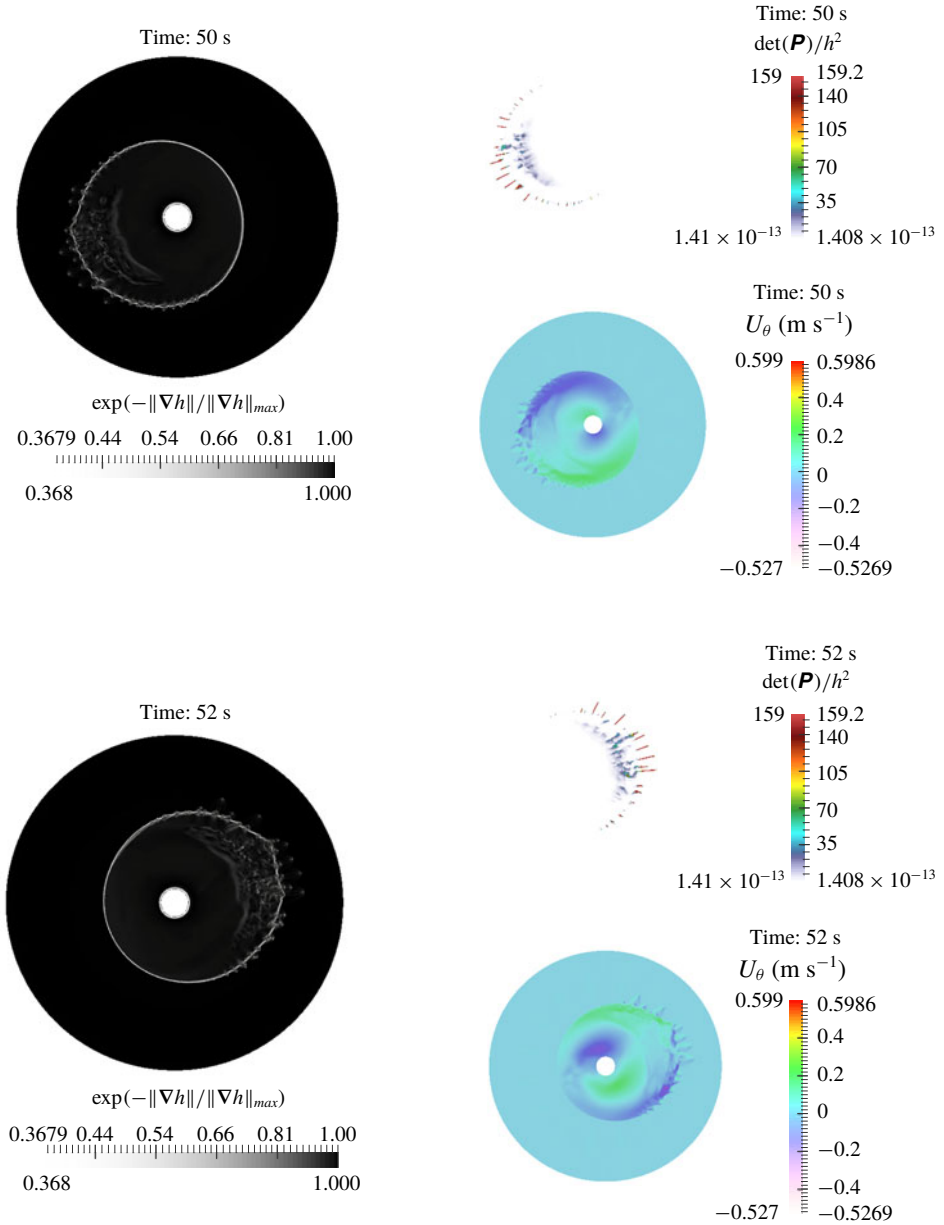 Time: 50 s
exp(−‖∇h‖/‖∇h‖max)
0.3679 0.44 0.54 0.66 0.81 1.00
0.368 1.000
Time: 50 s
det(P)/h²
159 159.2
140
105
70
35
1.41 × 10⁻¹³ 1.408 × 10⁻¹³
Time: 50 s
Uθ (m s⁻¹)
0.599 0.5986
0.4
0.2
0
−0.2
−0.4
−0.527 −0.5269
Time: 52 s
exp(−‖∇h‖/‖∇h‖max)
0.3679 0.44 0.54 0.66 0.81 1.00
0.368 1.000
Time: 52 s
det(P)/h²
159 159.2
140
105
70
35
1.41 × 10⁻¹³ 1.408 × 10⁻¹³
Time: 52 s
Uθ (m s⁻¹)
0.599 0.5986
0.4
0.2
0
−0.2
−0.4
−0.527 −0.5269